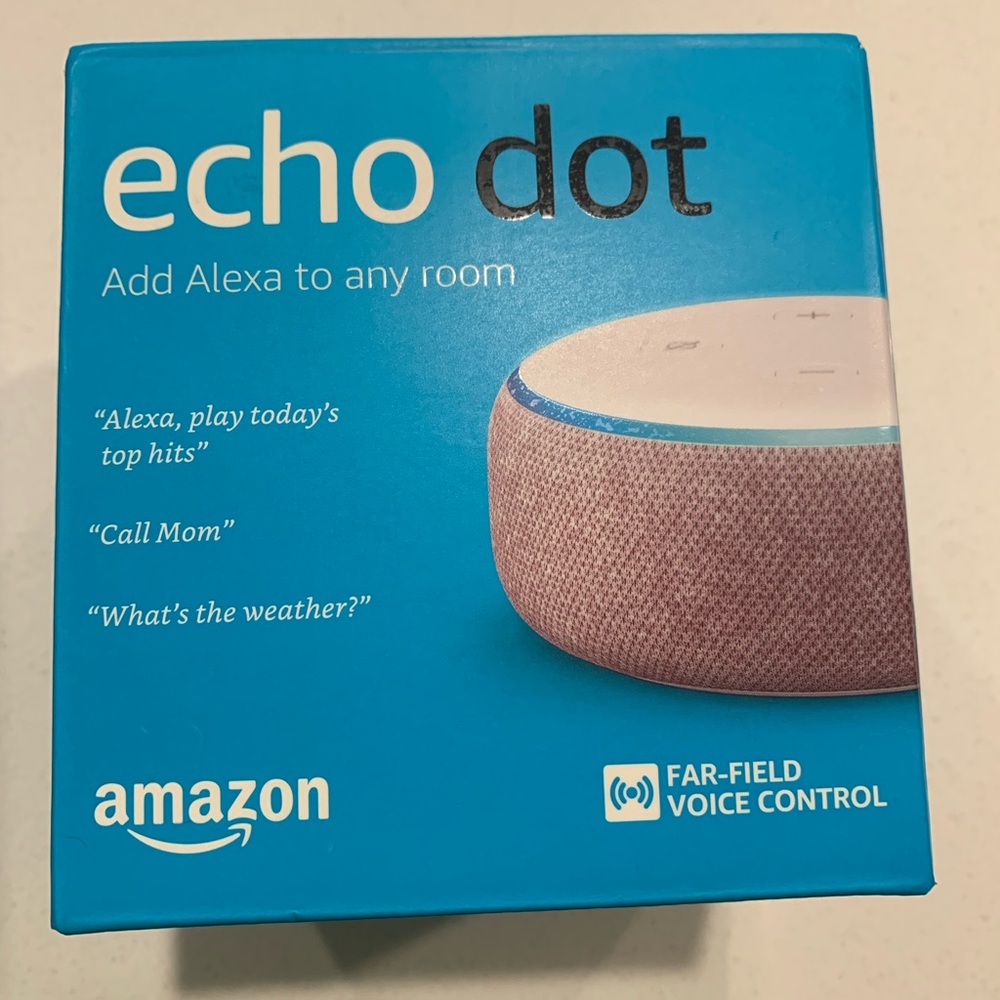 echo dot
Add Alexa to any room
“Alexa, play today’s
top hits”
“Call Mom”
“What’s the weather?”
amazon
FAR-FIELD
VOICE CONTROL